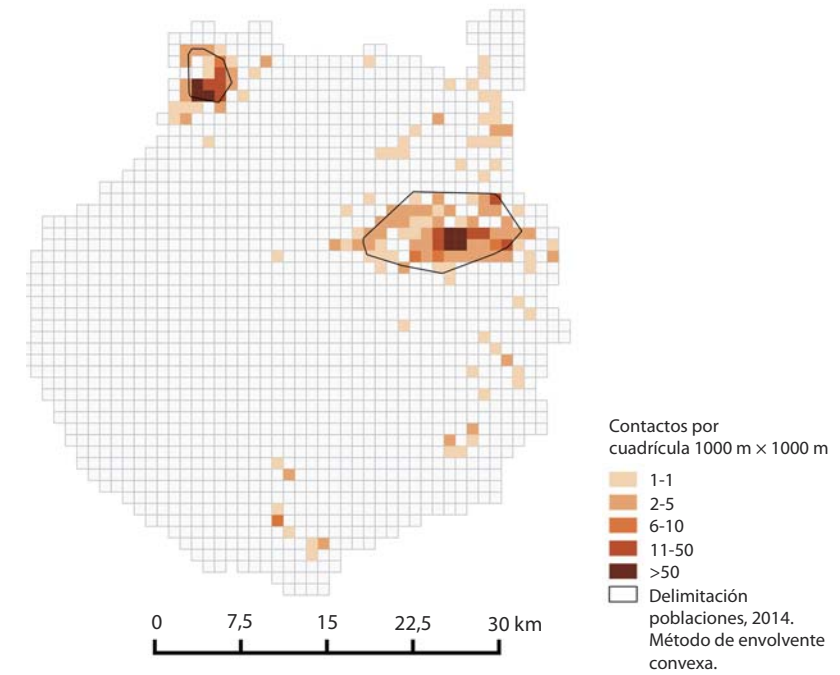 Contactos por
cuadrícula 1000 m × 1000 m
1-1
2-5
6-10
11-50
>50
Delimitación
poblaciones, 2014.
Método de envolvente
convexa.
0 7,5 15 22,5 30 km